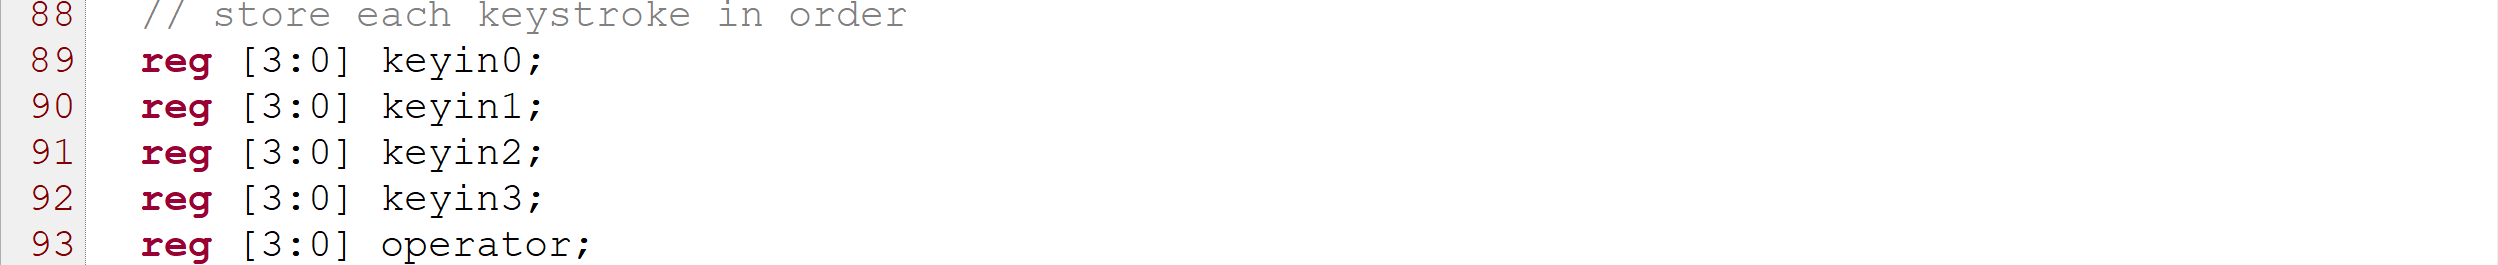 88 // store each keystroke in order
89 reg [3:0] keyin0;
90 reg [3:0] keyin1;
91 reg [3:0] keyin2;
92 reg [3:0] keyin3;
93 reg [3:0] operator;